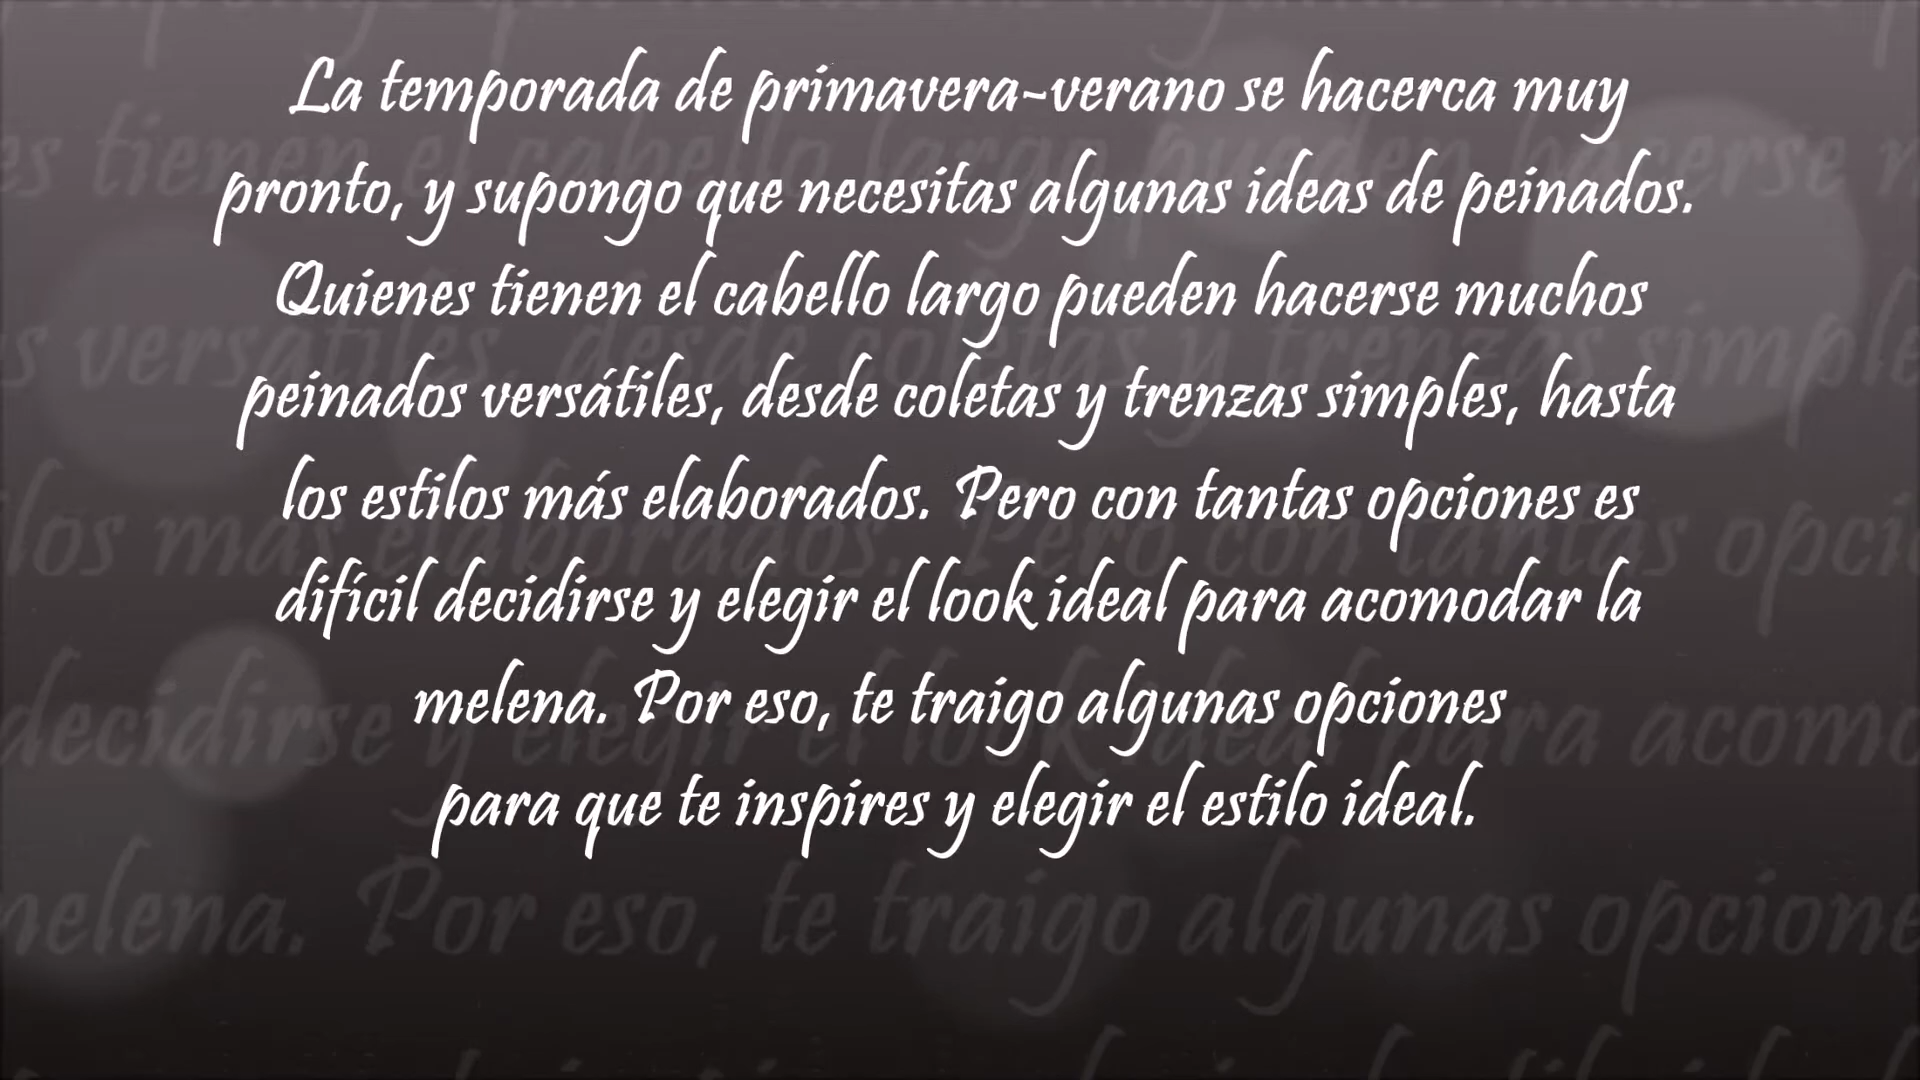 La temporada de primavera-verano se hacerca muy
pronto, y supongo que necesitas algunas ideas de peinados.
Quienes tienen el cabello largo pueden hacerse muchos
peinados versátiles, desde coletas y trenzas simples, hasta
los estilos más elaborados. Pero con tantas opciones es
difícil decidirse y elegir el look ideal para acomodar la
melena. Por eso, te traigo algunas opciones
para que te inspires y elegir el estilo ideal.